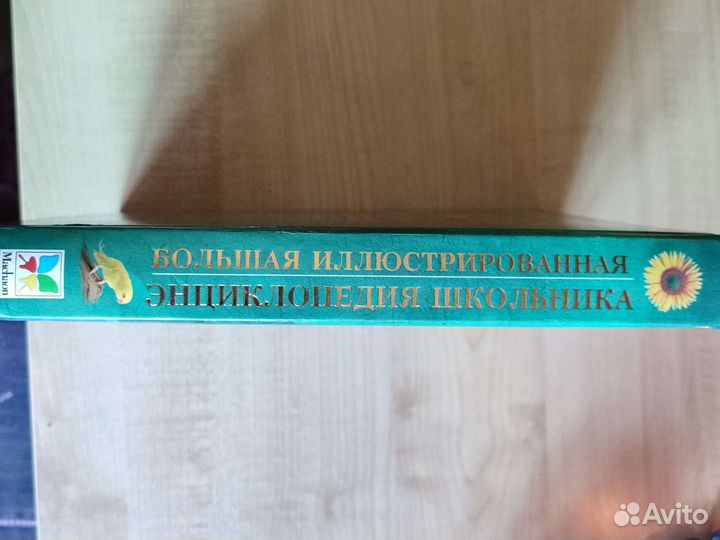 БОЛЬШАЯ ИЛЛЮСТРИРОВАННАЯ
ЭНЦИКЛОПЕДИЯ ШКОЛЬНИКА
Machaon
Avito